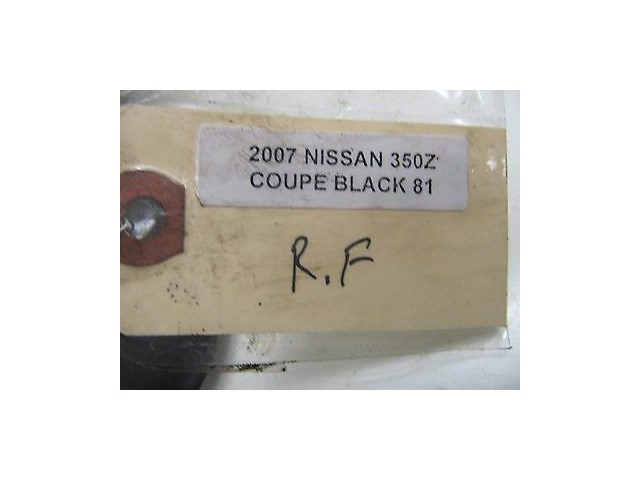 2007 NISSAN 350Z
COUPE BLACK 81
R.F